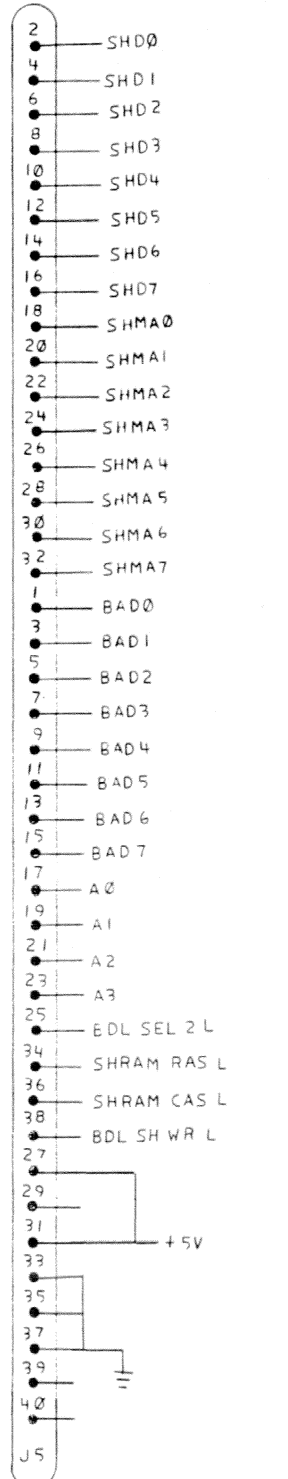 2 SHDØ
4 SHD1
6 SHD2
8 SHD3
1Ø SHD4
12 SHD5
14 SHD6
16 SHD7
18 SHMAØ
2Ø SHMA1
22 SHMA2
24 SHMA3
26 SHMA4
28 SHMA5
3Ø SHMA6
32 SHMA7
1 BADØ
3 BAD1
5 BAD2
7 BAD3
9 BAD4
11 BAD5
13 BAD6
15 BAD7
17 AØ
19 A1
21 A2
23 A3
25 EDL SEL 2 L
34 SHRAM RAS L
36 SHRAM CAS L
38 BDL SH WR L
27
29
31 +5V
33
35
37
39
4Ø
J5